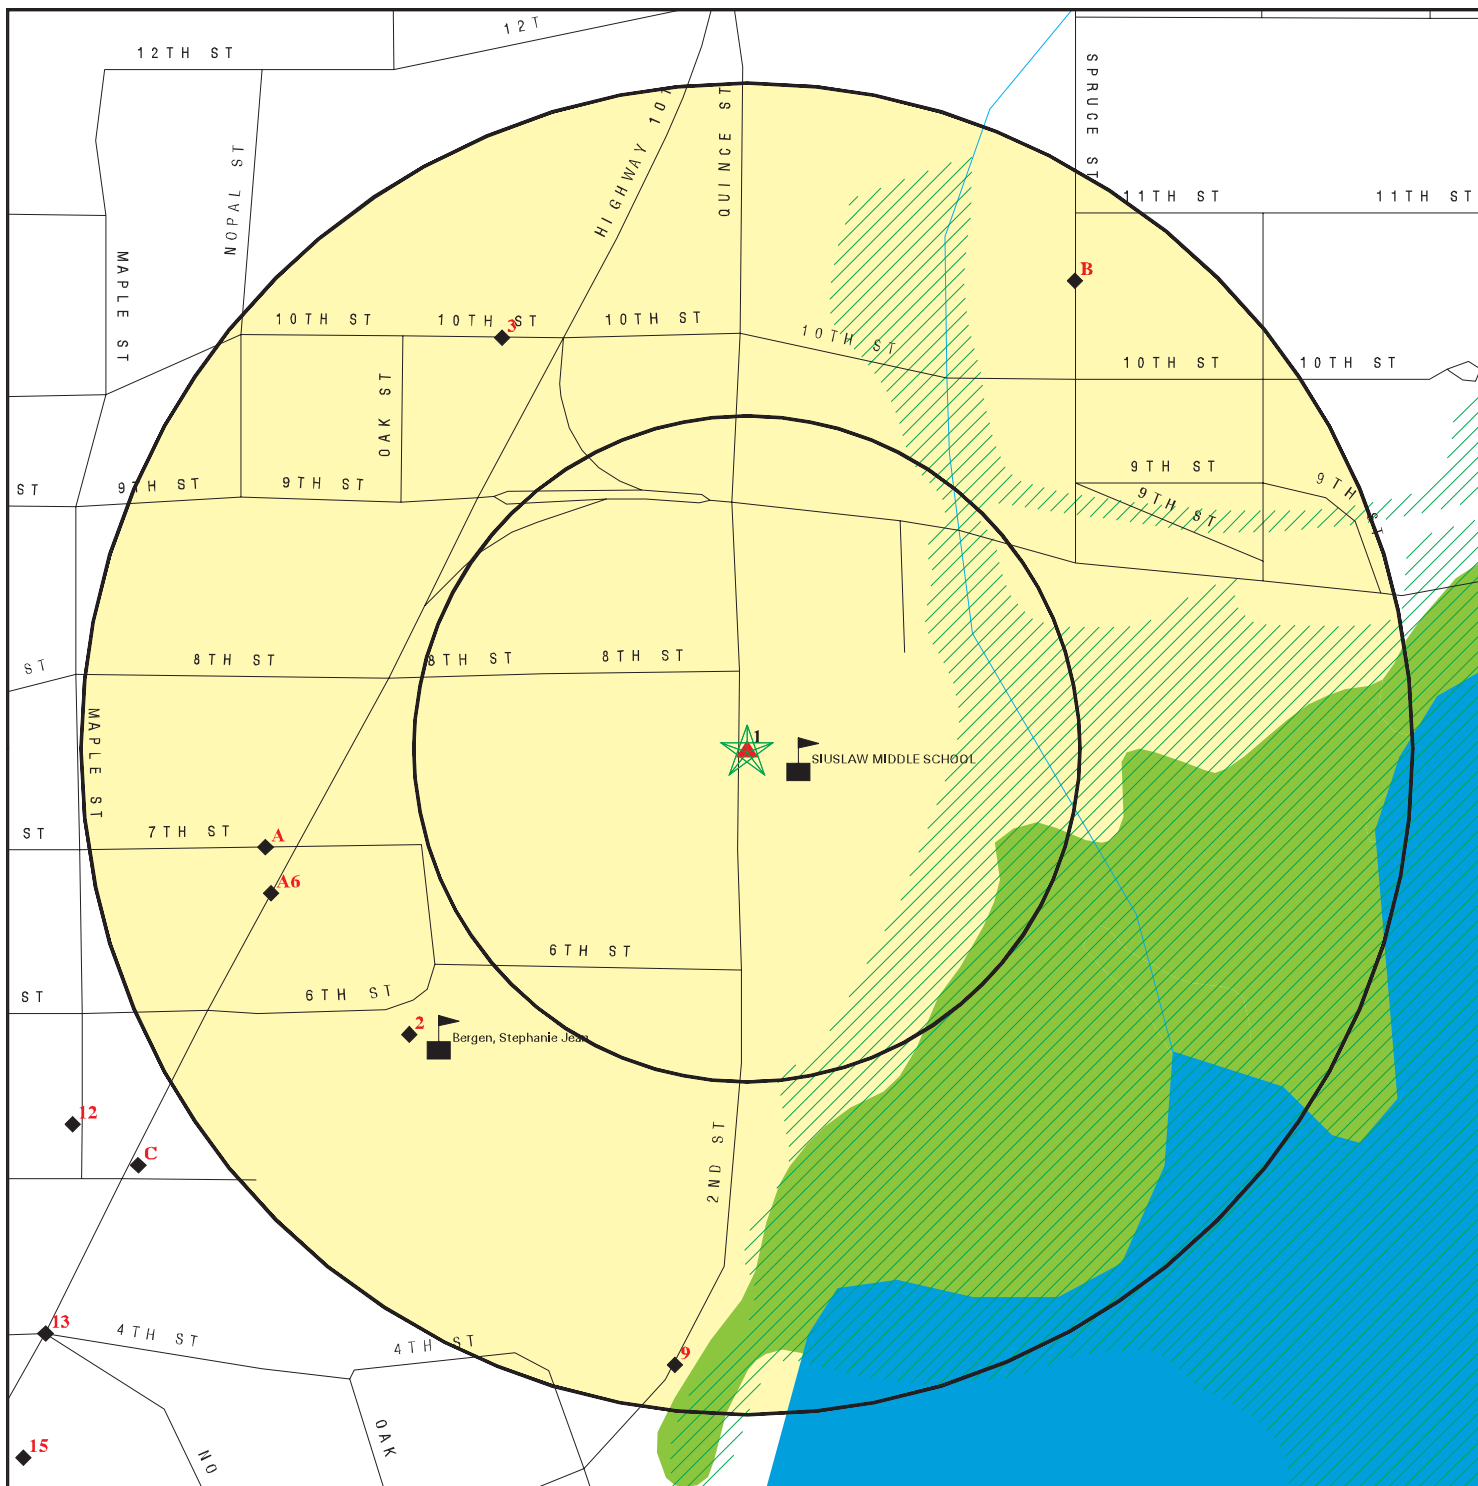 12T
12TH ST
SPRUCE ST
HIGHWAY 101
QUINCE ST
NOPAL ST
11TH ST
11TH ST
MAPLE ST
B
10TH ST
10TH ST
3
10TH ST
10TH ST
10TH ST
10TH ST
OAK ST
9TH ST
9TH ST
9TH ST
ST
9TH ST
9TH ST
8TH ST
8TH ST
8TH ST
ST
MAPLE ST
1
SIUSLAW MIDDLE SCHOOL
ST
7TH ST
A
A6
6TH ST
ST
6TH ST
2
Bergen, Stephanie Jean
12
C
2ND ST
13
4TH ST
4TH ST
9
15
NO
OAK